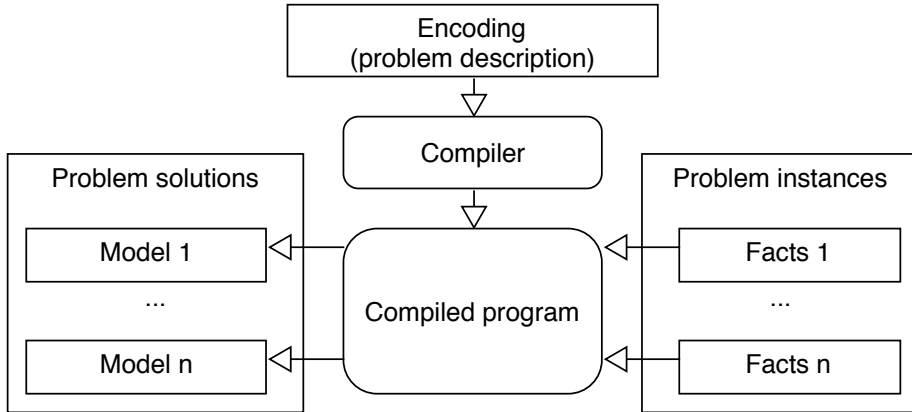 Encoding
(problem description)
Compiler
Problem solutions
Problem instances
Model 1
Facts 1
...
...
Compiled program
Model n
Facts n